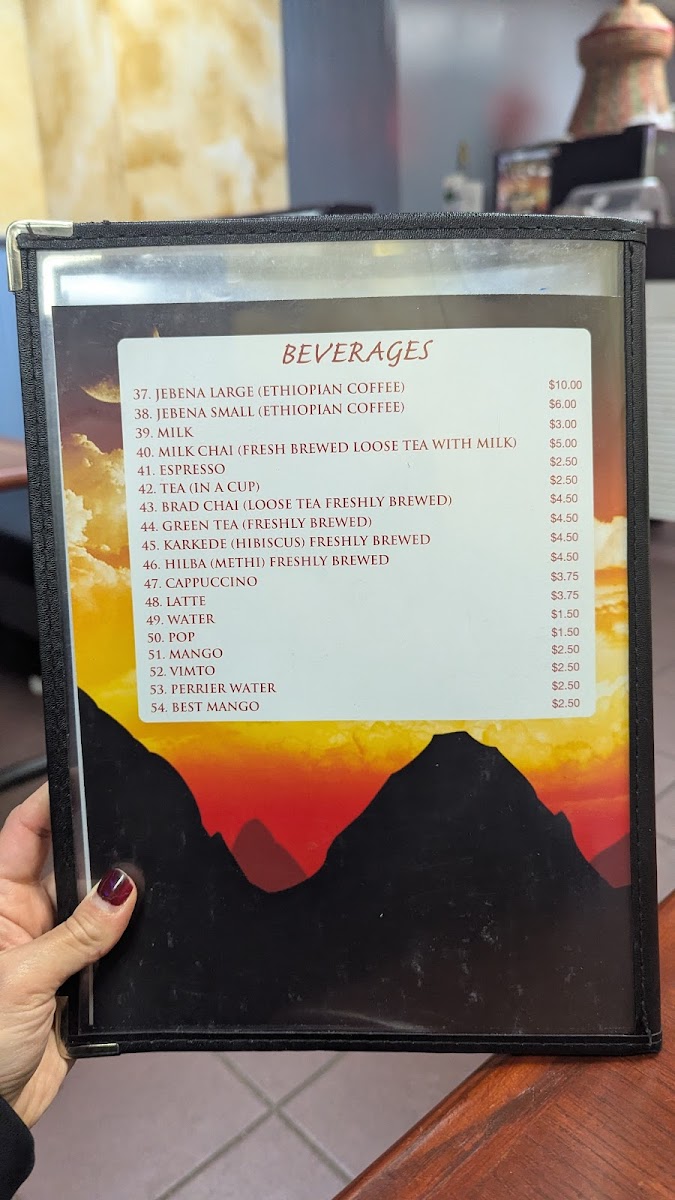 BEVERAGES
37. JEBENA LARGE (ETHIOPIAN COFFEE) $10.00
38. JEBENA SMALL (ETHIOPIAN COFFEE) $6.00
39. MILK $3.00
40. MILK CHAI (FRESH BREWED LOOSE TEA WITH MILK) $5.00
41. ESPRESSO $2.50
42. TEA (IN A CUP) $2.50
43. BRAD CHAI (LOOSE TEA FRESHLY BREWED) $4.50
44. GREEN TEA (FRESHLY BREWED) $4.50
45. KARKEDE (HIBISCUS) FRESHLY BREWED $4.50
46. HILBA (METHI) FRESHLY BREWED $4.50
47. CAPPUCCINO $3.75
48. LATTE $3.75
49. WATER $1.50
50. POP $1.50
51. MANGO $2.50
52. VIMTO $2.50
53. PERRIER WATER $2.50
54. BEST MANGO $2.50